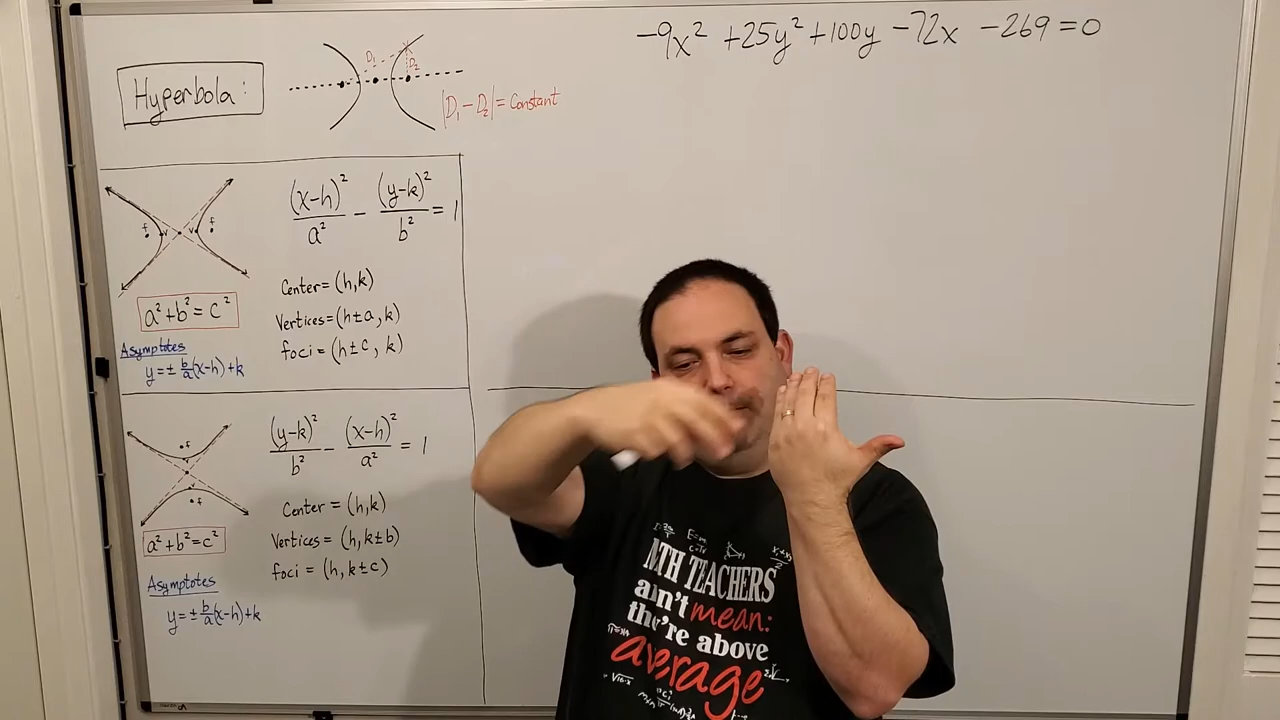 -9x² +25y² +100y -72x -269 = 0
Hyperbola:
D₁ D₂
|D₁ - D₂| = Constant
f v v f
(x-h)²/a² - (y-k)²/b² = 1
Center = (h,k)
Vertices = (h±a, k)
foci = (h±c, k)
a²+b² = c²
Asymptotes
y = ± b/a(x-h)+k
f v f
(y-k)²/b² - (x-h)²/a² = 1
Center = (h,k)
Vertices = (h, k±b)
foci = (h, k±c)
a²+b²=c²
Asymptotes
y = ± b/a(x-h)+k
MATH TEACHERS
ain't mean:
they're above
average